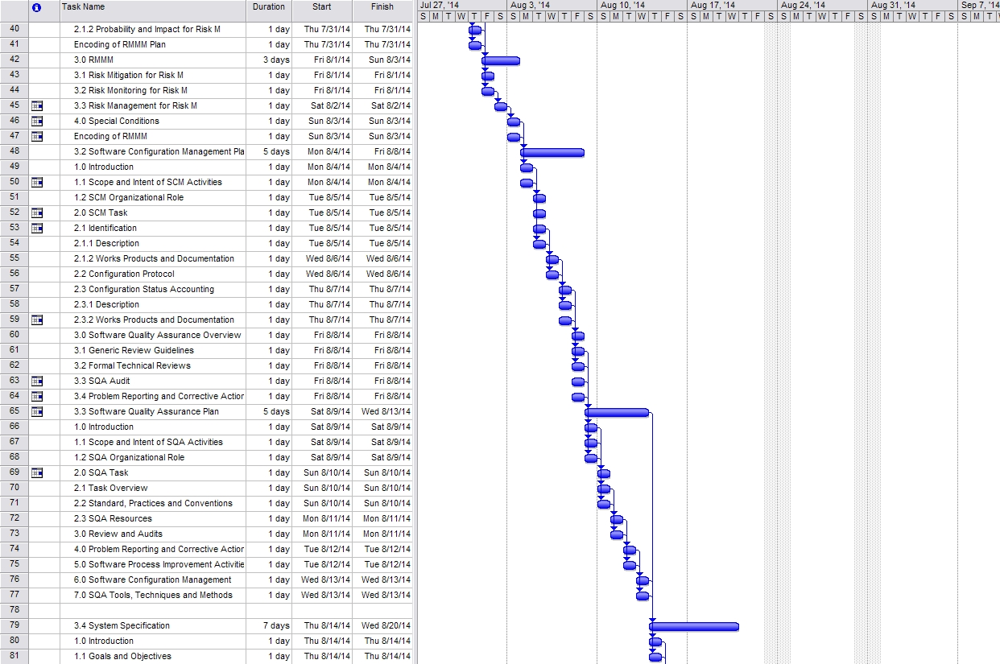 Task Name Duration Start Finish Jul 27, '14 Aug 3, '14 Aug 10, '14 Aug 17, '14 Aug 24, '14 Aug 31, '14 Sep 7, '14
S M T W T F S S M T W T F S S M T W T F S S M T W T F S S M T W T F S S M T W T F S S M T W
40 2.1.2 Probability and Impact for Risk M 1 day Thu 7/31/14 Thu 7/31/14
41 Encoding of RMMM Plan 1 day Thu 7/31/14 Thu 7/31/14
42 3.0 RMMM 3 days Fri 8/1/14 Sun 8/3/14
43 3.1 Risk Mitigation for Risk M 1 day Fri 8/1/14 Fri 8/1/14
44 3.2 Risk Monitoring for Risk M 1 day Fri 8/1/14 Fri 8/1/14
45 3.3 Risk Management for Risk M 1 day Sat 8/2/14 Sat 8/2/14
46 4.0 Special Conditions 1 day Sun 8/3/14 Sun 8/3/14
47 Encoding of RMMM 1 day Sun 8/3/14 Sun 8/3/14
48 3.2 Software Configuration Management Pla 5 days Mon 8/4/14 Fri 8/8/14
49 1.0 Introduction 1 day Mon 8/4/14 Mon 8/4/14
50 1.1 Scope and Intent of SCM Activities 1 day Mon 8/4/14 Mon 8/4/14
51 1.2 SCM Organizational Role 1 day Tue 8/5/14 Tue 8/5/14
52 2.0 SCM Task 1 day Tue 8/5/14 Tue 8/5/14
53 2.1 Identification 1 day Tue 8/5/14 Tue 8/5/14
54 2.1.1 Description 1 day Tue 8/5/14 Tue 8/5/14
55 2.1.2 Works Products and Documentation 1 day Wed 8/6/14 Wed 8/6/14
56 2.2 Configuration Protocol 1 day Wed 8/6/14 Wed 8/6/14
57 2.3 Configuration Status Accounting 1 day Thu 8/7/14 Thu 8/7/14
58 2.3.1 Description 1 day Thu 8/7/14 Thu 8/7/14
59 2.3.2 Works Products and Documentation 1 day Thu 8/7/14 Thu 8/7/14
60 3.0 Software Quality Assurance Overview 1 day Fri 8/8/14 Fri 8/8/14
61 3.1 Generic Review Guidelines 1 day Fri 8/8/14 Fri 8/8/14
62 3.2 Formal Technical Reviews 1 day Fri 8/8/14 Fri 8/8/14
63 3.3 SQA Audit 1 day Fri 8/8/14 Fri 8/8/14
64 3.4 Problem Reporting and Corrective Action 1 day Fri 8/8/14 Fri 8/8/14
65 3.3 Software Quality Assurance Plan 5 days Sat 8/9/14 Wed 8/13/14
66 1.0 Introduction 1 day Sat 8/9/14 Sat 8/9/14
67 1.1 Scope and Intent of SQA Activities 1 day Sat 8/9/14 Sat 8/9/14
68 1.2 SQA Organizational Role 1 day Sat 8/9/14 Sat 8/9/14
69 2.0 SQA Task 1 day Sun 8/10/14 Sun 8/10/14
70 2.1 Task Overview 1 day Sun 8/10/14 Sun 8/10/14
71 2.2 Standard, Practices and Conventions 1 day Sun 8/10/14 Sun 8/10/14
72 2.3 SQA Resources 1 day Mon 8/11/14 Mon 8/11/14
73 3.0 Review and Audits 1 day Mon 8/11/14 Mon 8/11/14
74 4.0 Problem Reporting and Corrective Action 1 day Tue 8/12/14 Tue 8/12/14
75 5.0 Software Process Improvement Activitie 1 day Tue 8/12/14 Tue 8/12/14
76 6.0 Software Configuration Management 1 day Wed 8/13/14 Wed 8/13/14
77 7.0 SQA Tools, Techniques and Methods 1 day Wed 8/13/14 Wed 8/13/14
78
79 3.4 System Specification 7 days Thu 8/14/14 Wed 8/20/14
80 1.0 Introduction 1 day Thu 8/14/14 Thu 8/14/14
81 1.1 Goals and Objectives 1 day Thu 8/14/14 Thu 8/14/14